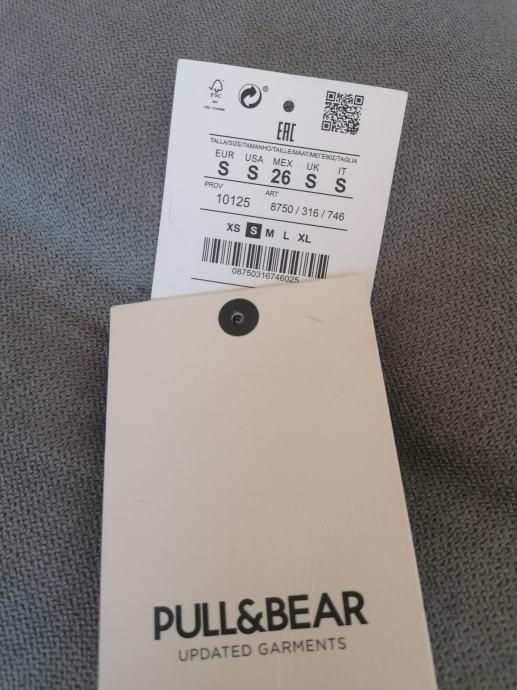 FSC
EAC
TALLA/SIZE/TAMANHO/TAILLE/MAAT/ΜΕΓΕΘΟΣ/TAGLIA
EUR USA MEX UK IT
S S 26 S S
PROV ART
10125 8750 / 316 / 746
XS S M L XL
08750316746025
PULL&BEAR
UPDATED GARMENTS